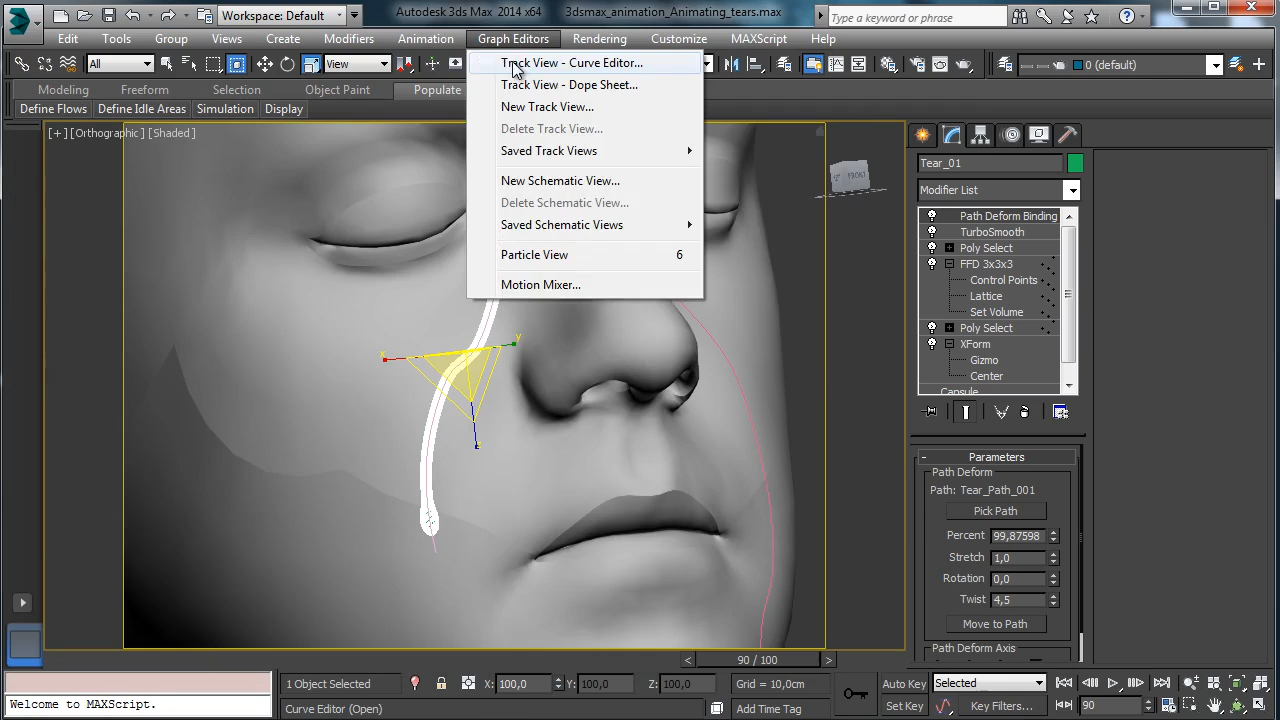 Workspace: Default
Autodesk 3ds Max 2014 x64
3dsmax_animation_Animating_tears.max
Type a keyword or phrase
Edit
Tools
Group
Views
Create
Modifiers
Animation
Graph Editors
Rendering
Customize
MAXScript
Help
All
View
0 (default)
Modeling
Freeform
Selection
Object Paint
Populate
Define Flows
Define Idle Areas
Simulation
Display
Track View - Curve Editor...
Track View - Dope Sheet...
New Track View...
Delete Track View...
Saved Track Views
New Schematic View...
Delete Schematic View...
Saved Schematic Views
Particle View 6
Motion Mixer...
[+] [Orthographic] [Shaded]
FRONT
x
y
z
Tear_01
Modifier List
Path Deform Binding
TurboSmooth
Poly Select
FFD 3x3x3
Control Points
Lattice
Set Volume
Poly Select
XForm
Gizmo
Center
Capsule
Parameters
Path Deform
Path: Tear_Path_001
Pick Path
Percent 99,87598
Stretch 1,0
Rotation 0,0
Twist 4,5
Move to Path
Path Deform Axis
90 / 100
Welcome to MAXScript.
1 Object Selected
X: 100,0
Y: 100,0
Z: 100,0
Grid = 10,0cm
Auto Key
Selected
Curve Editor (Open)
Add Time Tag
Set Key
Key Filters...
90